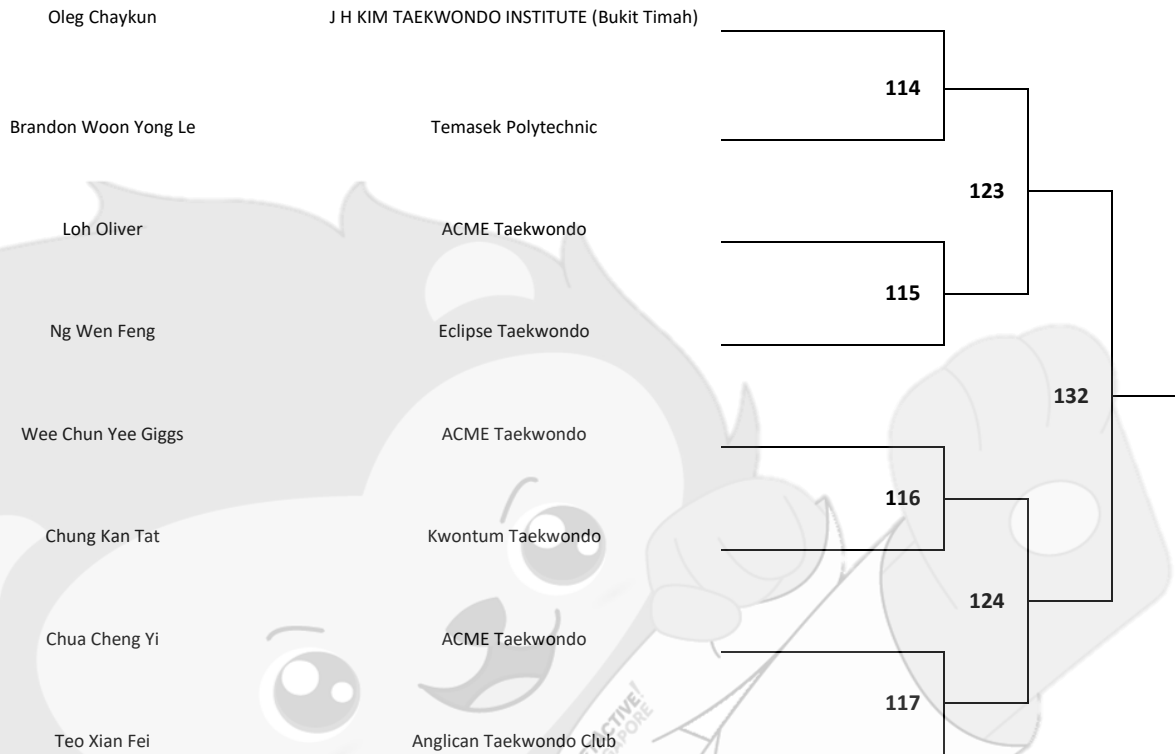 Oleg Chaykun J H KIM TAEKWONDO INSTITUTE (Bukit Timah)
114
Brandon Woon Yong Le Temasek Polytechnic
123
Loh Oliver ACME Taekwondo
115
Ng Wen Feng Eclipse Taekwondo
132
Wee Chun Yee Giggs ACME Taekwondo
116
Chung Kan Tat Kwontum Taekwondo
124
Chua Cheng Yi ACME Taekwondo
117
Teo Xian Fei Anglican Taekwondo Club